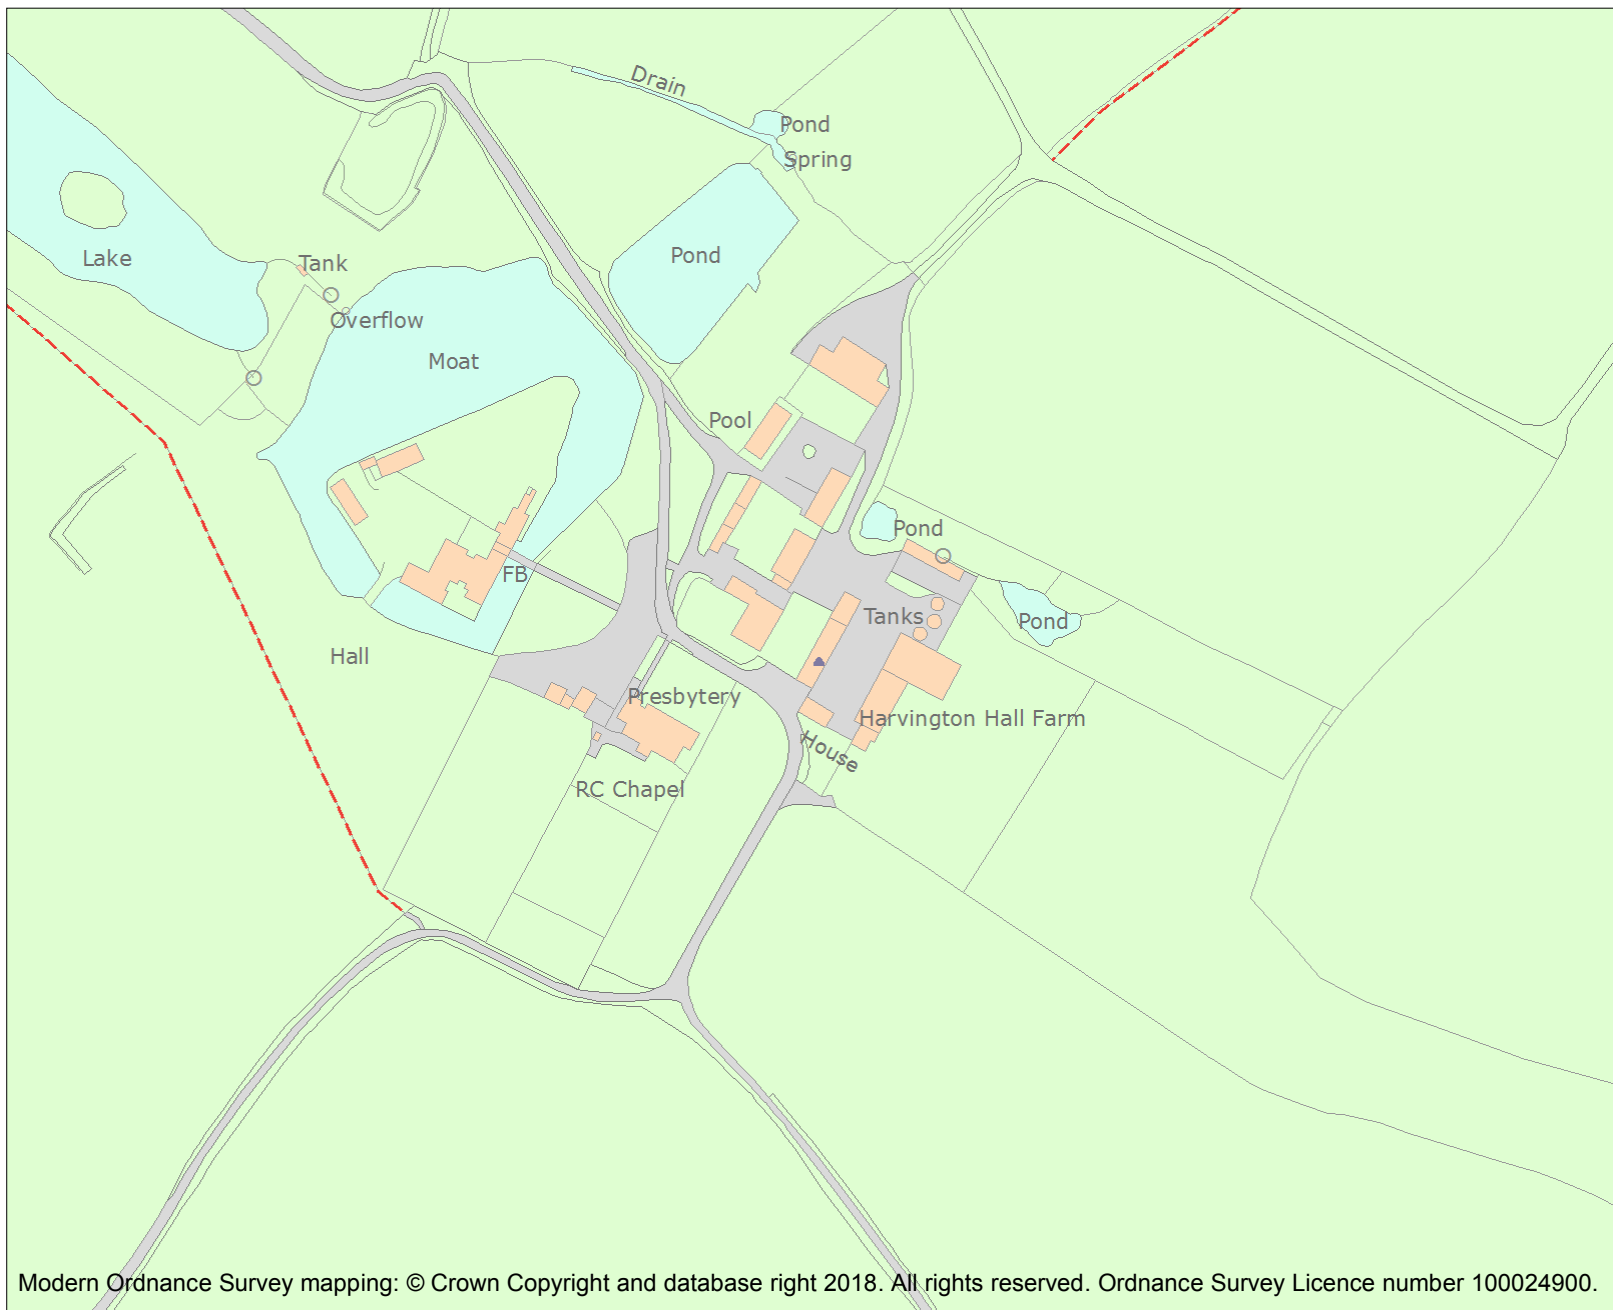 Drain
Pond
Spring
Pond
Lake
Tank
Overflow
Moat
Pool
Pond
FB
Tanks
Pond
Hall
Presbytery
Harvington Hall Farm
House
RC Chapel
Modern Ordnance Survey mapping: © Crown Copyright and database right 2018. All rights reserved. Ordnance Survey Licence number 100024900.